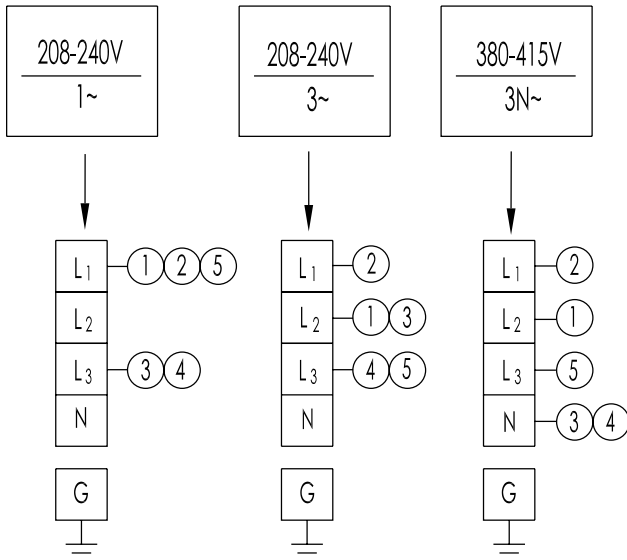 208-240V
1~
L1 1 2 5
L2
L3 3 4
N
G
208-240V
3~
L1 2
L2 1 3
L3 4 5
N
G
380-415V
3N~
L1 2
L2 1
L3 5
N 3 4
G